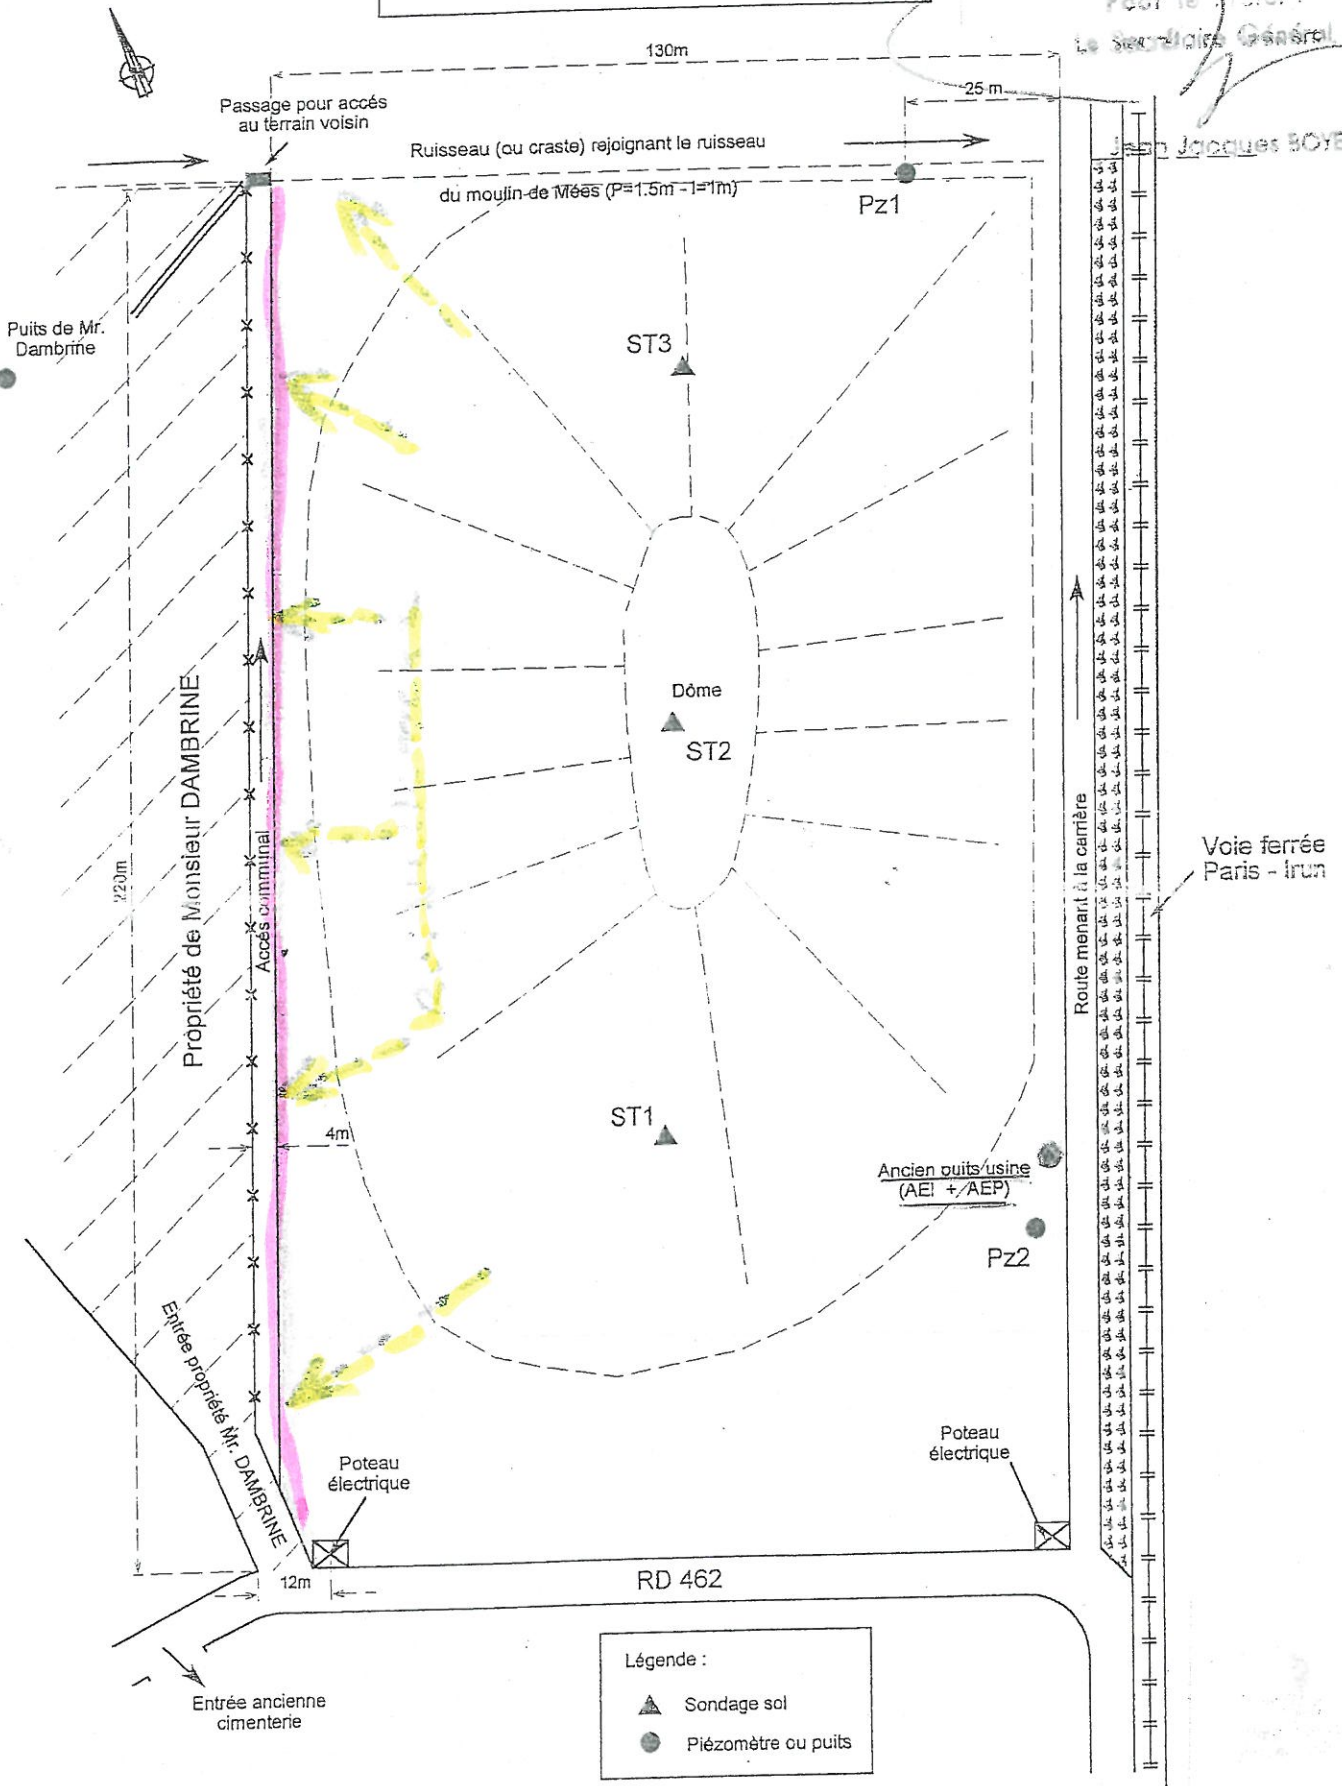 Le Secrétaire Général,
130m
25 m
Passage pour accés
au terrain voisin
Ruisseau (ou craste) rejoignant le ruisseau
du moulin de Mées (P=1.5m - l=1m)
Jean Jacques BOYE
Pz1
Puits de Mr.
Dambrine
ST3
Dôme
ST2
Propriété de Monsieur DAMBRINE
220m
Accés communal
Route menant à la carrière
Voie ferrée
Paris - Irun
4m
ST1
Ancien puits usine
(AEI + AEP)
Pz2
Entrée propriété Mr. DAMBRINE
Poteau
électrique
Poteau
électrique
12m
RD 462
Entrée ancienne
cimenterie
Légende :
Sondage sol
Piézomètre ou puits